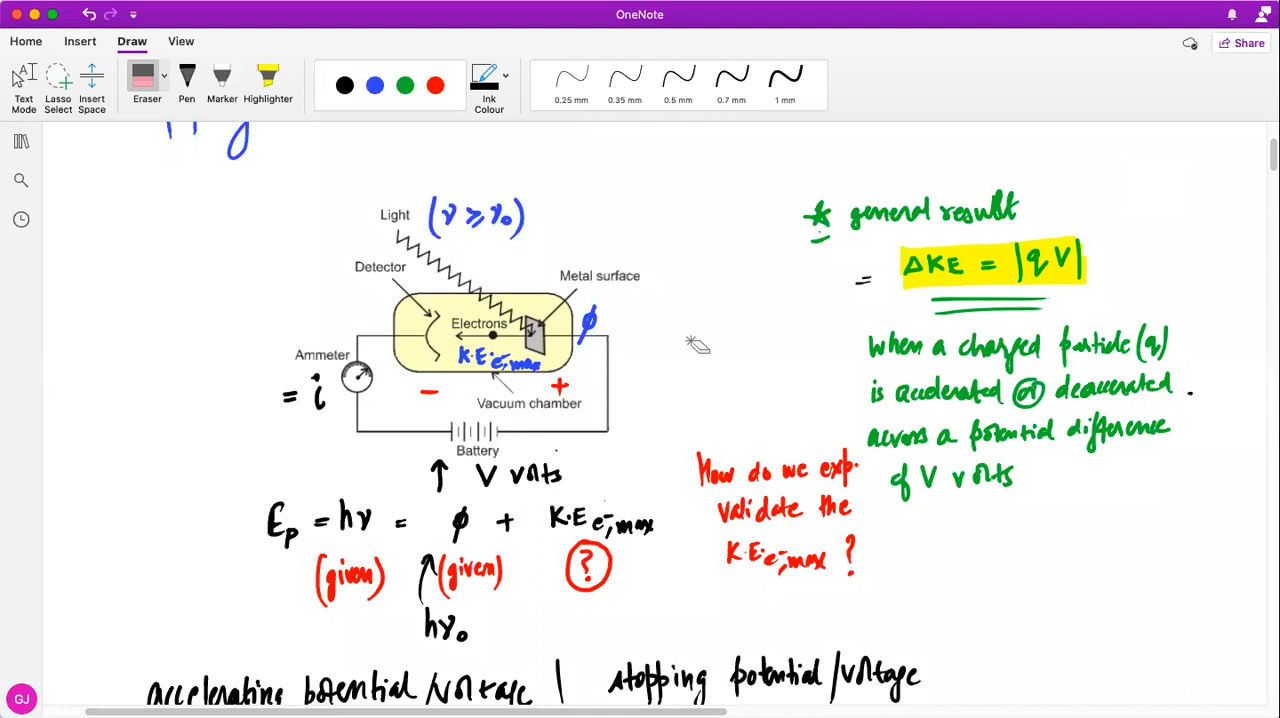 OneNote
Home Insert Draw View
Share
Text Mode
Lasso Select
Insert Space
Eraser
Pen
Marker
Highlighter
Ink Colour
0.25 mm
0.35 mm
0.5 mm
0.7 mm
1 mm
Light (ν ≥ ν₀)
Detector
Metal surface
Electrons
ϕ
K.E. e⁻, max
Ammeter
= i
− +
Vacuum chamber
Battery
↑ V volts
Ep = hν = ϕ + K.E e⁻, max
(given) (given) ?
hν₀
* general result
= ΔKE = |qV|
When a charged particle (q)
is accelerated or deaccerated .
across a potential difference
of V volts
How do we exp.
validate the
K.E. e⁻, max ?
accelerating potential /voltage | stopping potential /voltage
GJ